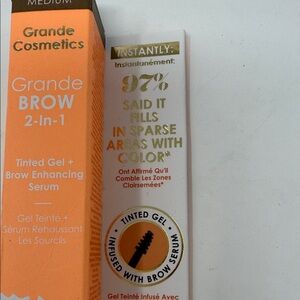 MEDIUM
Grande
Cosmetics
Grande
BROW
2-In-1
Tinted Gel +
Brow Enhancing
Serum
Gel Teinté +
Sérum Rehaussant
Les Sourcils
INSTANTLY:
Instantanément:
97%
SAID IT
FILLS
IN SPARSE
AREAS WITH
COLOR*
Ont Affirmé Qu'il
Comble Les Zones
Clairsemées*
• TINTED GEL •
INFUSED WITH BROW SERUM
Gel Teinté Infusé Avec